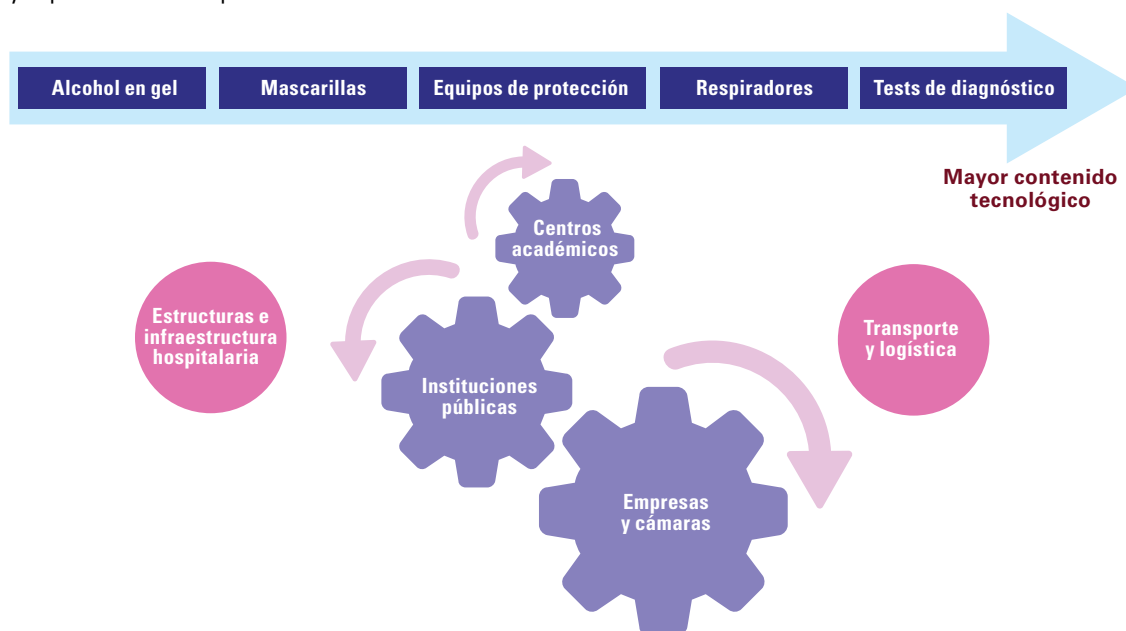 Alcohol en gel
Mascarillas
Equipos de protección
Respiradores
Tests de diagnóstico
Mayor contenido
tecnológico
Centros
académicos
Estructuras e
infraestructura
hospitalaria
Transporte
y logística
Instituciones
públicas
Empresas
y cámaras